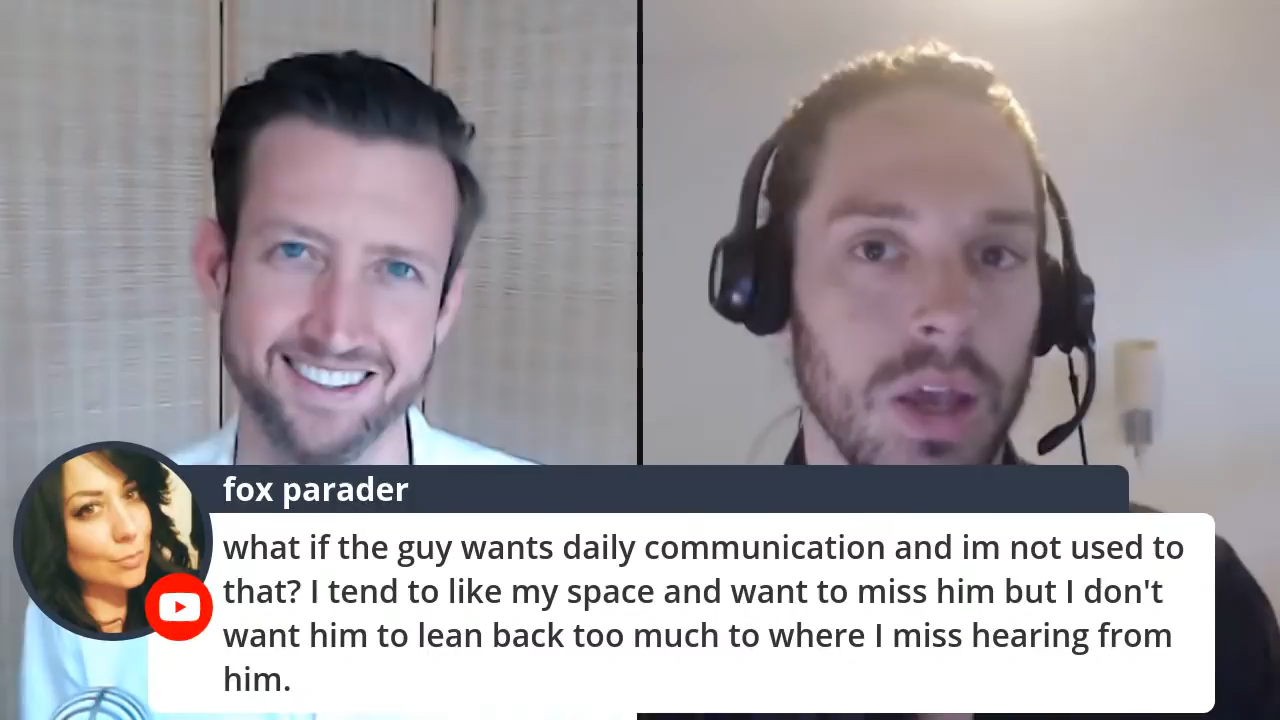 fox parader
what if the guy wants daily communication and im not used to
that? I tend to like my space and want to miss him but I don't
want him to lean back too much to where I miss hearing from
him.